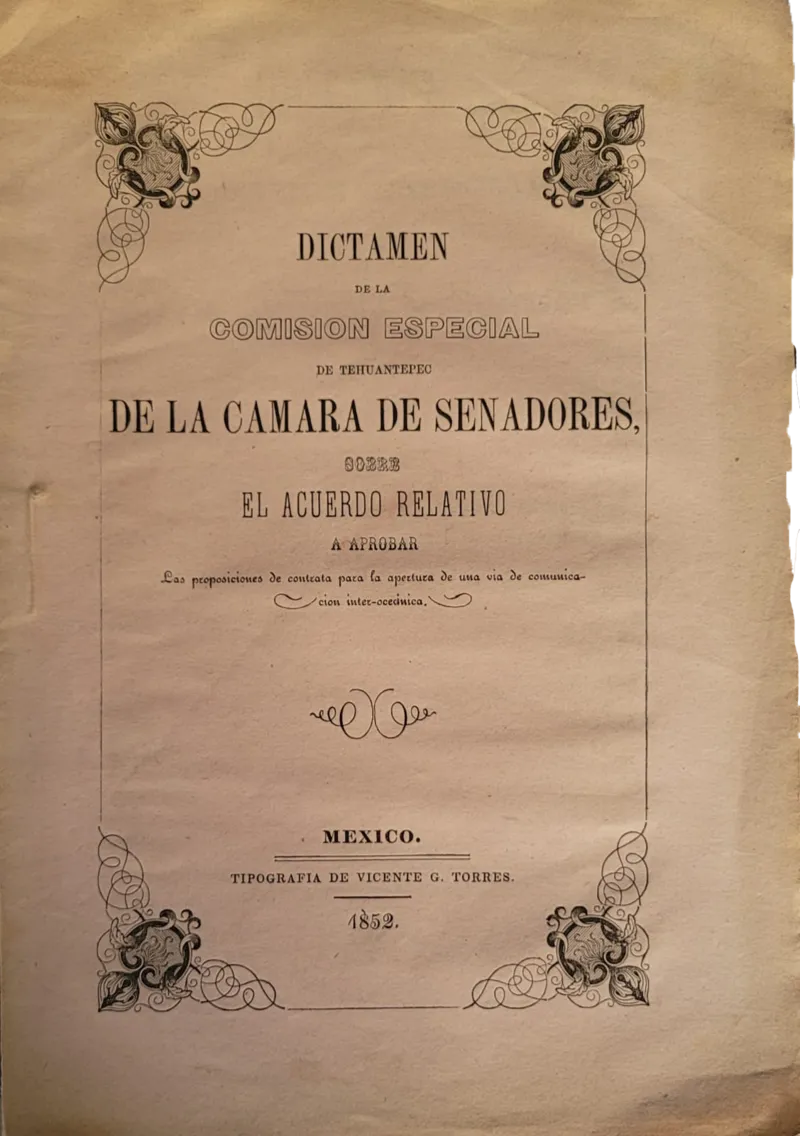 DICTAMEN
DE LA
COMISION ESPECIAL
DE TEHUANTEPEC
DE LA CAMARA DE SENADORES,
SOBRE
EL ACUERDO RELATIVO
A APROBAR
Las proposiciones de contrata para la apertura de una via de comunica-
cion inter-oceánica.
MEXICO.
TIPOGRAFIA DE VICENTE G. TORRES.
1852.